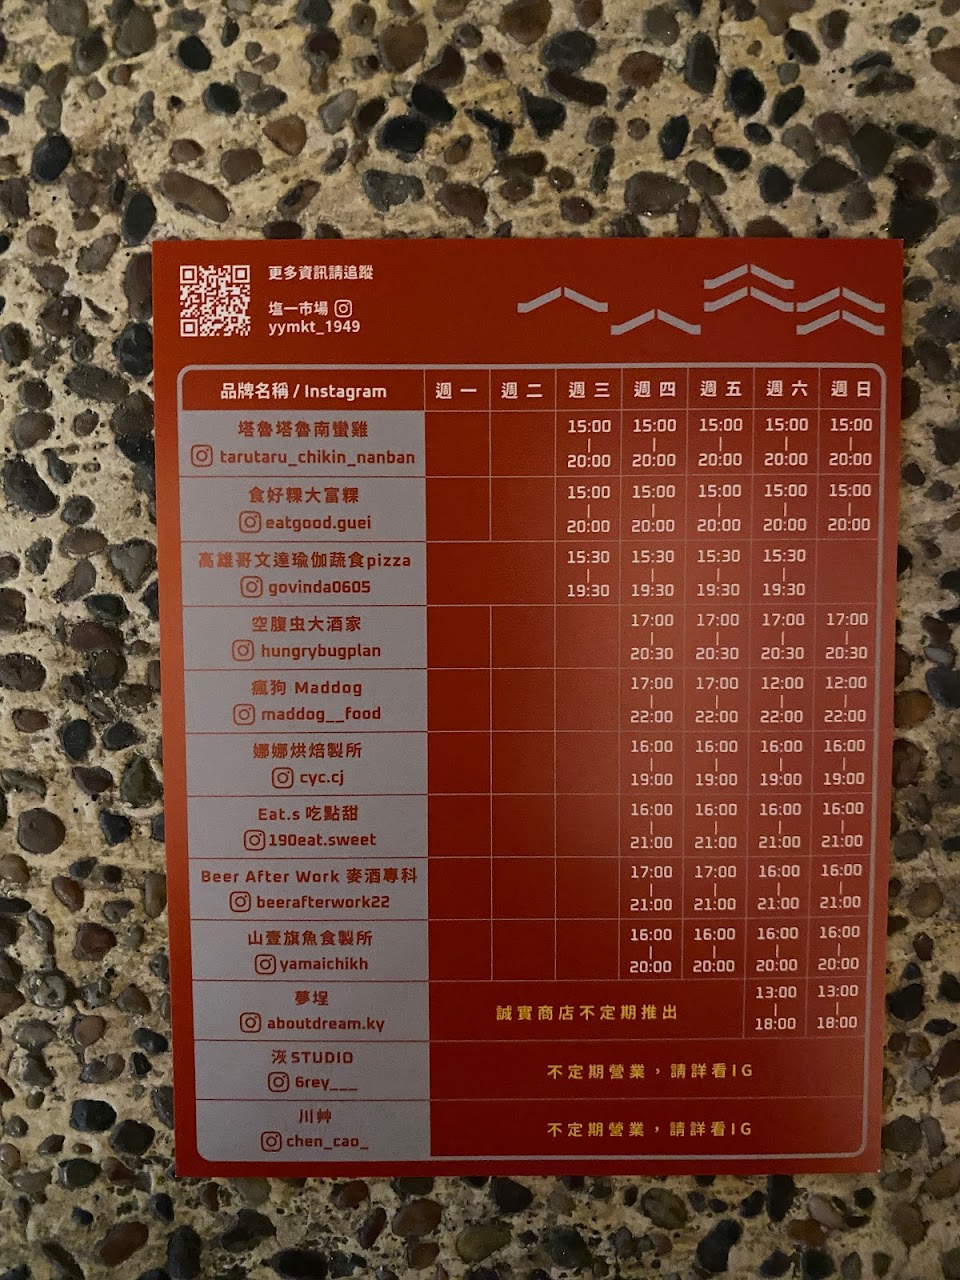 更多資訊請追蹤
塩一市場
yymkt_1949
品牌名稱 / Instagram 週一 週二 週三 週四 週五 週六 週日
塔魯塔魯南蠻雞
tarutaru_chikin_nanban
15:00 15:00 15:00 15:00 15:00
| | | | |
20:00 20:00 20:00 20:00 20:00
食好粿大富粿
eatgood.guei
15:00 15:00 15:00 15:00 15:00
| | | | |
20:00 20:00 20:00 20:00 20:00
高雄哥文達瑜伽蔬食pizza
govinda0605
15:30 15:30 15:30 15:30
| | | |
19:30 19:30 19:30 19:30
空腹虫大酒家
hungrybugplan
17:00 17:00 17:00 17:00
| | | |
20:30 20:30 20:30 20:30
瘋狗 Maddog
maddog__food
17:00 17:00 12:00 12:00
| | | |
22:00 22:00 22:00 22:00
娜娜烘焙製所
cyc.cj
16:00 16:00 16:00 16:00
| | | |
19:00 19:00 19:00 19:00
Eat.s 吃點甜
190eat.sweet
16:00 16:00 16:00 16:00
| | | |
21:00 21:00 21:00 21:00
Beer After Work 麥酒專科
beerafterwork22
17:00 17:00 16:00 16:00
| | | |
21:00 21:00 21:00 21:00
山壹旗魚食製所
yamaichikh
16:00 16:00 16:00 16:00
| | | |
20:00 20:00 20:00 20:00
夢埕
aboutdream.ky
誠實商店不定期推出
13:00 13:00
| |
18:00 18:00
洃STUDIO
6rey___
不定期營業，請詳看IG
川艸
chen_cao_
不定期營業，請詳看IG